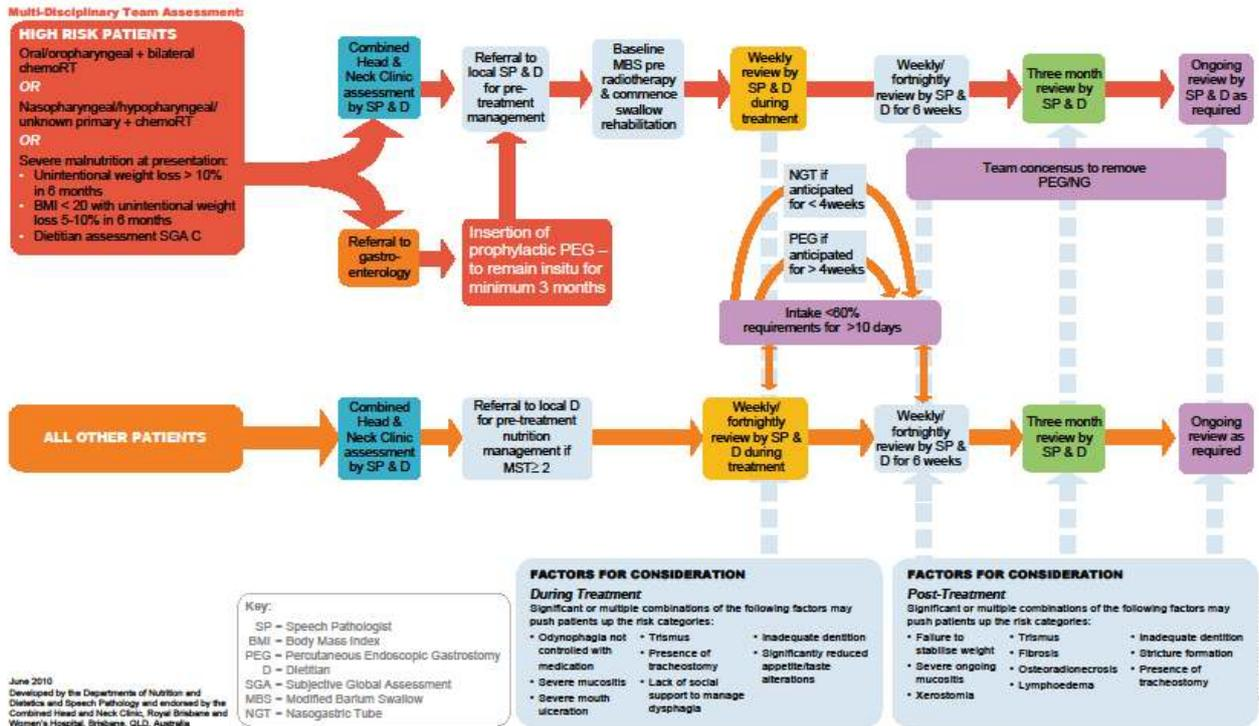 Multi-Disciplinary Team Assessment:
HIGH RISK PATIENTS
Oral/oropharyngeal + bilateral
chemoRT
OR
Nasopharyngeal/hypopharyngeal/
unknown primary + chemoRT
OR
Severe malnutrition at presentation:
• Unintentional weight loss > 10%
in 6 months
• BMI < 20 with unintentional weight
loss 5-10% in 6 months
• Dietitian assessment SGA C
Combined
Head &
Neck Clinic
assessment
by SP & D
Referral to
local SP & D
for pre-
treatment
management
Baseline
MBS pre
radiotherapy
& commence
swallow
rehabilitation
Weekly
review by
SP & D
during
treatment
Weekly/
fortnightly
review by SP &
D for 6 weeks
Three month
review by
SP & D
Ongoing
review by
SP & D as
required
Referral to
gastro-
enterology
Insertion of
prophylactic PEG –
to remain insitu for
minimum 3 months
NGT if
anticipated
for < 4weeks
PEG if
anticipated
for > 4weeks
Team concensus to remove
PEG/NG
Intake <60%
requirements for >10 days
ALL OTHER PATIENTS
Combined
Head &
Neck Clinic
assessment
by SP & D
Referral to local D
for pre-treatment
nutrition
management if
MST≥ 2
Weekly/
fortnightly
review by SP &
D during
treatment
Weekly/
fortnightly
review by SP &
D for 6 weeks
Three month
review by
SP & D
Ongoing
review as
required
Key:
SP = Speech Pathologist
BMI = Body Mass Index
PEG = Percutaneous Endoscopic Gastrostomy
D = Dietitian
SGA = Subjective Global Assessment
MBS = Modified Barium Swallow
NGT = Nasogastric Tube
FACTORS FOR CONSIDERATION
During Treatment
Significant or multiple combinations of the following factors may
push patients up the risk categories:
• Odynophagia not
controlled with
medication
• Severe mucositis
• Severe mouth
ulceration
• Trismus
• Presence of
tracheostomy
• Lack of social
support to manage
dysphagia
• Inadequate dentition
• Significantly reduced
appetite/taste
alterations
FACTORS FOR CONSIDERATION
Post-Treatment
Significant or multiple combinations of the following factors may
push patients up the risk categories:
• Failure to
stabilise weight
• Severe ongoing
mucositis
• Xerostomia
• Trismus
• Fibrosis
• Osteoradionecrosis
• Lymphoedema
• Inadequate dentition
• Stricture formation
• Presence of
tracheostomy
June 2010
Developed by the Departments of Nutrition and
Dietetics and Speech Pathology and endorsed by the
Combined Head and Neck Clinic, Royal Brisbane and
Women's Hospital, Brisbane, QLD, Australia